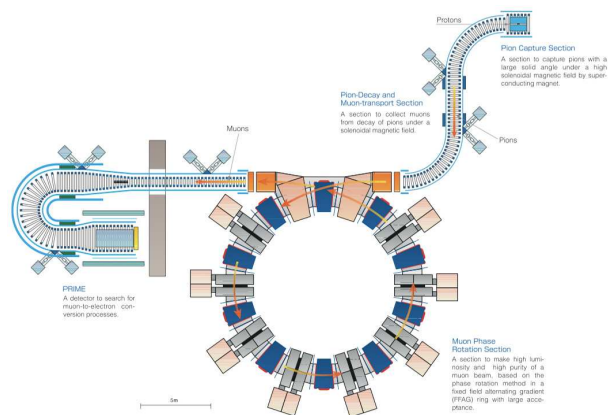 Protons
Pion Capture Section
A section to capture pions with a
large solid angle under a high
solenoidal magnetic field by super-
conducting magnet.
Pion-Decay and
Muon-transport Section
A section to collect muons
from decay of pions under a
solenoidal magnetic field.
Muons
Pions
PRIME
A detector to search for
muon-to-electron con-
version processes.
Muon Phase
Rotation Section
A section to make high lumi-
nosity and high purity of a
muon beam, based on the
phase rotation method in a
fixed field alternating gradient
(FFAG) ring with large accep-
tance.
5m